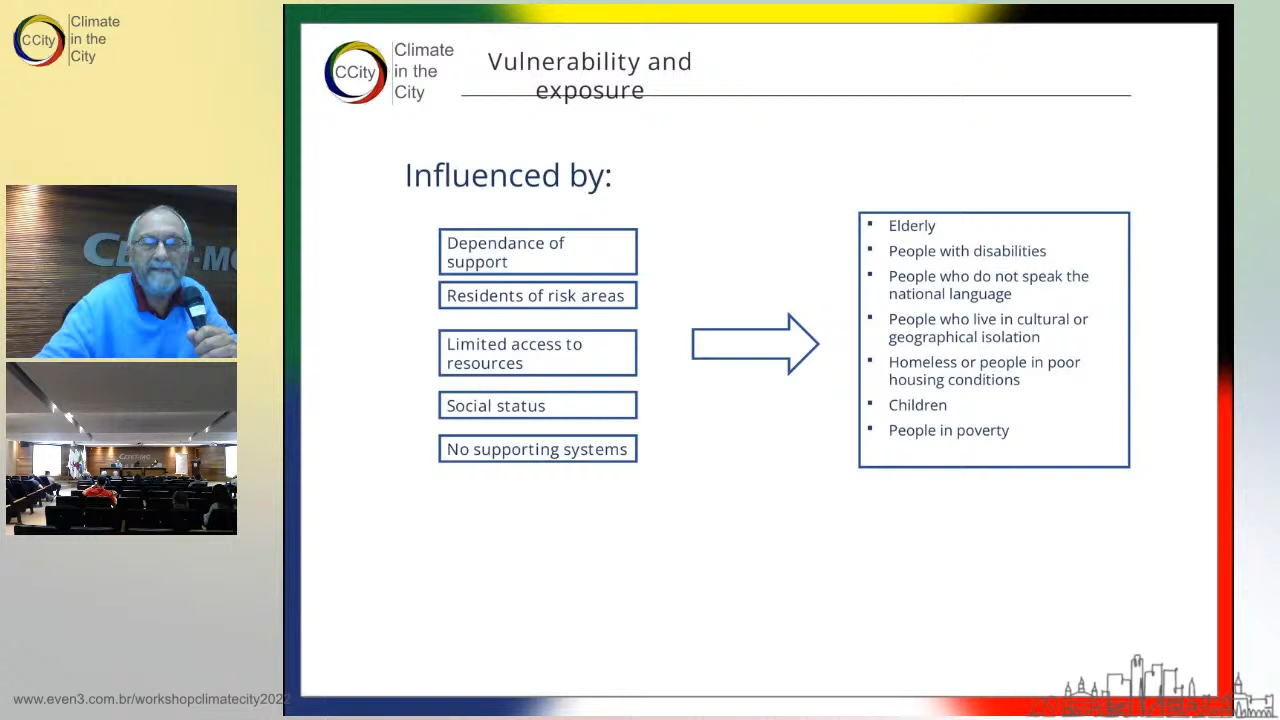 CCity
Climate
in the
City
CCity
Climate
in the
City
Vulnerability and
exposure
Influenced by:
Dependance of
support
Residents of risk areas
Limited access to
resources
Social status
No supporting systems
Elderly
People with disabilities
People who do not speak the
national language
People who live in cultural or
geographical isolation
Homeless or people in poor
housing conditions
Children
People in poverty
CEFET-MG
www.even3.com.br/workshopclimatecity2022